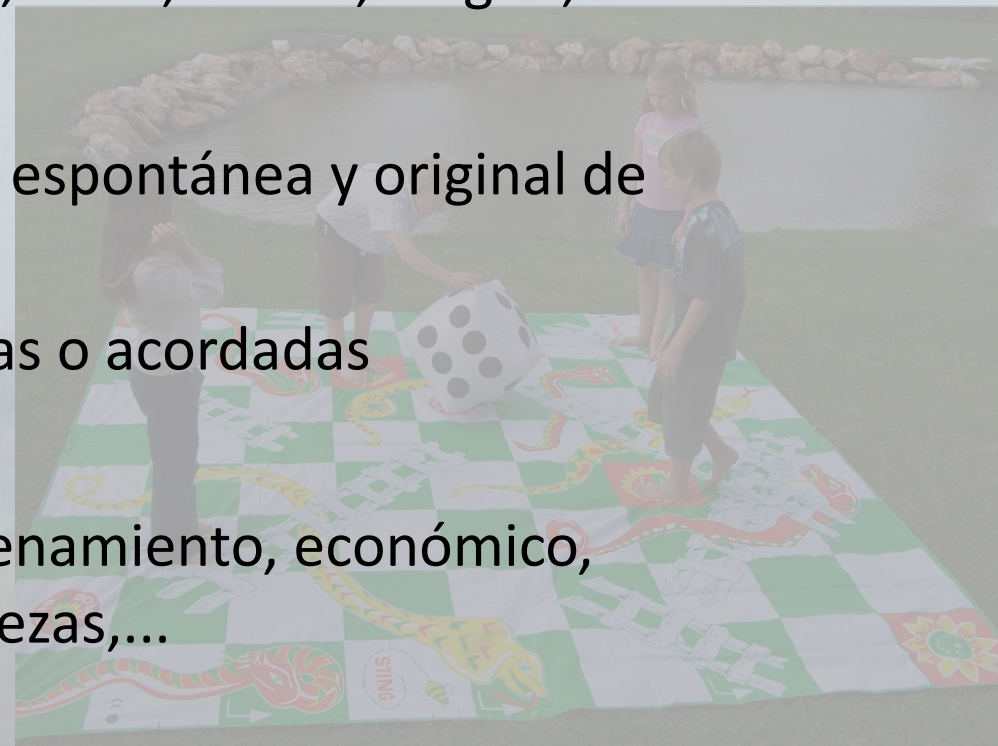 espontánea y original de
as o acordadas
enamiento, económico,
ezas,...
STING